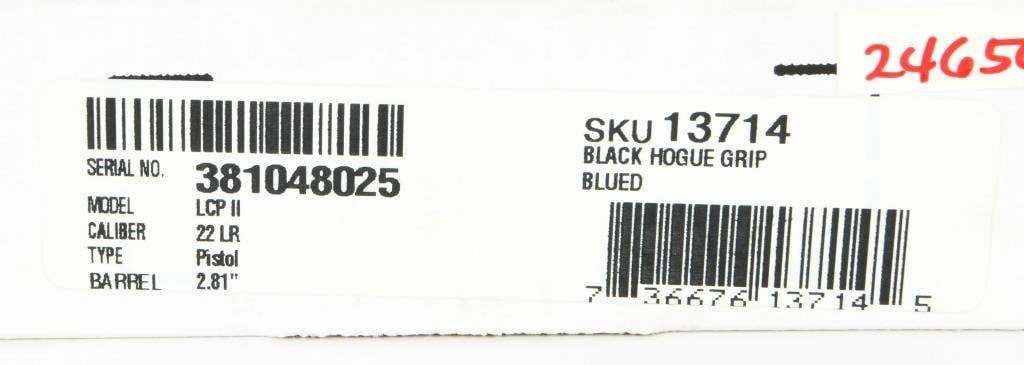 SERIAL NO. 381048025
MODEL LCP II
CALIBER 22 LR
TYPE Pistol
BARREL 2.81"
SKU 13714
BLACK HOGUE GRIP
BLUED
7 36676 13714 5